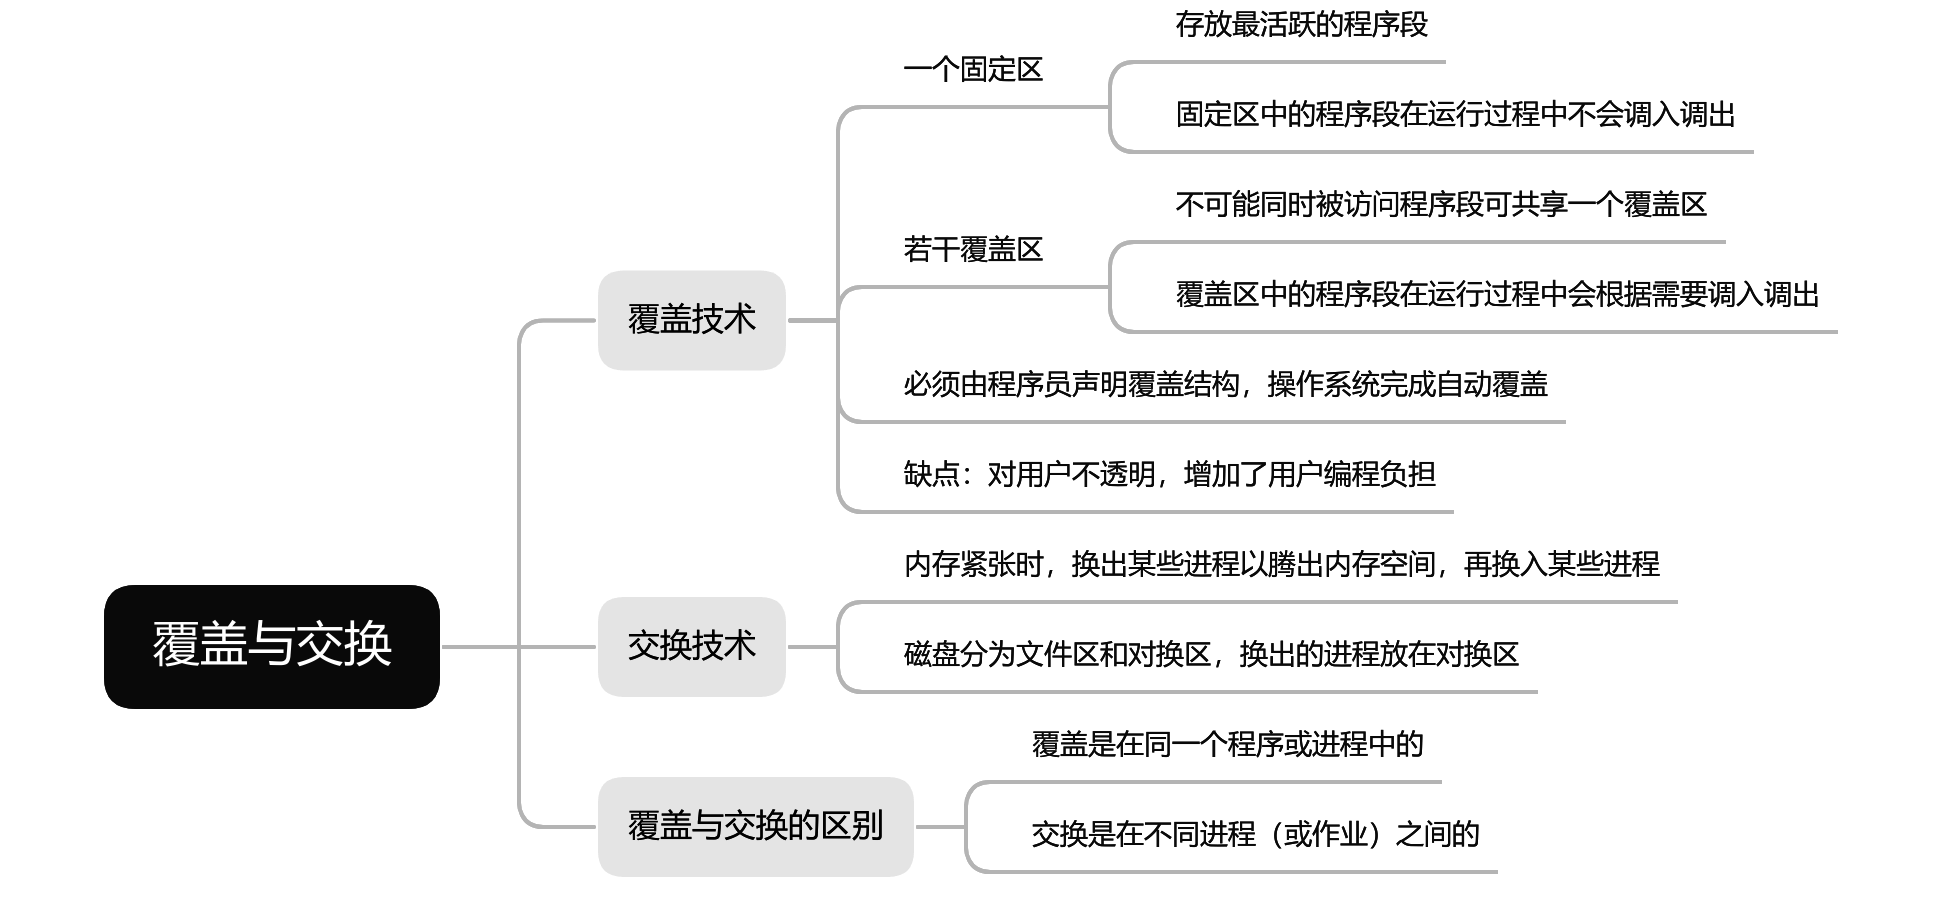 存放最活跃的程序段
一个固定区
固定区中的程序段在运行过程中不会调入调出
不可能同时被访问程序段可共享一个覆盖区
若干覆盖区
覆盖区中的程序段在运行过程中会根据需要调入调出
覆盖技术
必须由程序员声明覆盖结构，操作系统完成自动覆盖
缺点：对用户不透明，增加了用户编程负担
内存紧张时，换出某些进程以腾出内存空间，再换入某些进程
覆盖与交换
交换技术
磁盘分为文件区和对换区，换出的进程放在对换区
覆盖是在同一个程序或进程中的
覆盖与交换的区别
交换是在不同进程（或作业）之间的